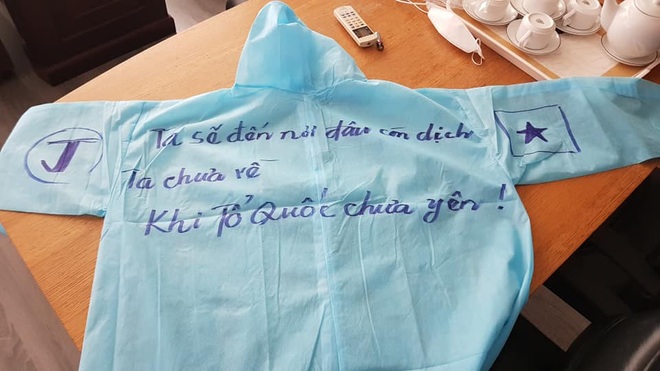 Ta sẽ đến nơi đâu còn dịch
Ta chưa về
Khi Tổ Quốc chưa yên!
J